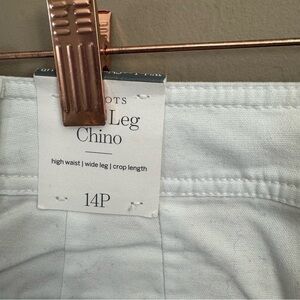 OTS
Leg
Chino
high waist | wide leg | crop length
14P